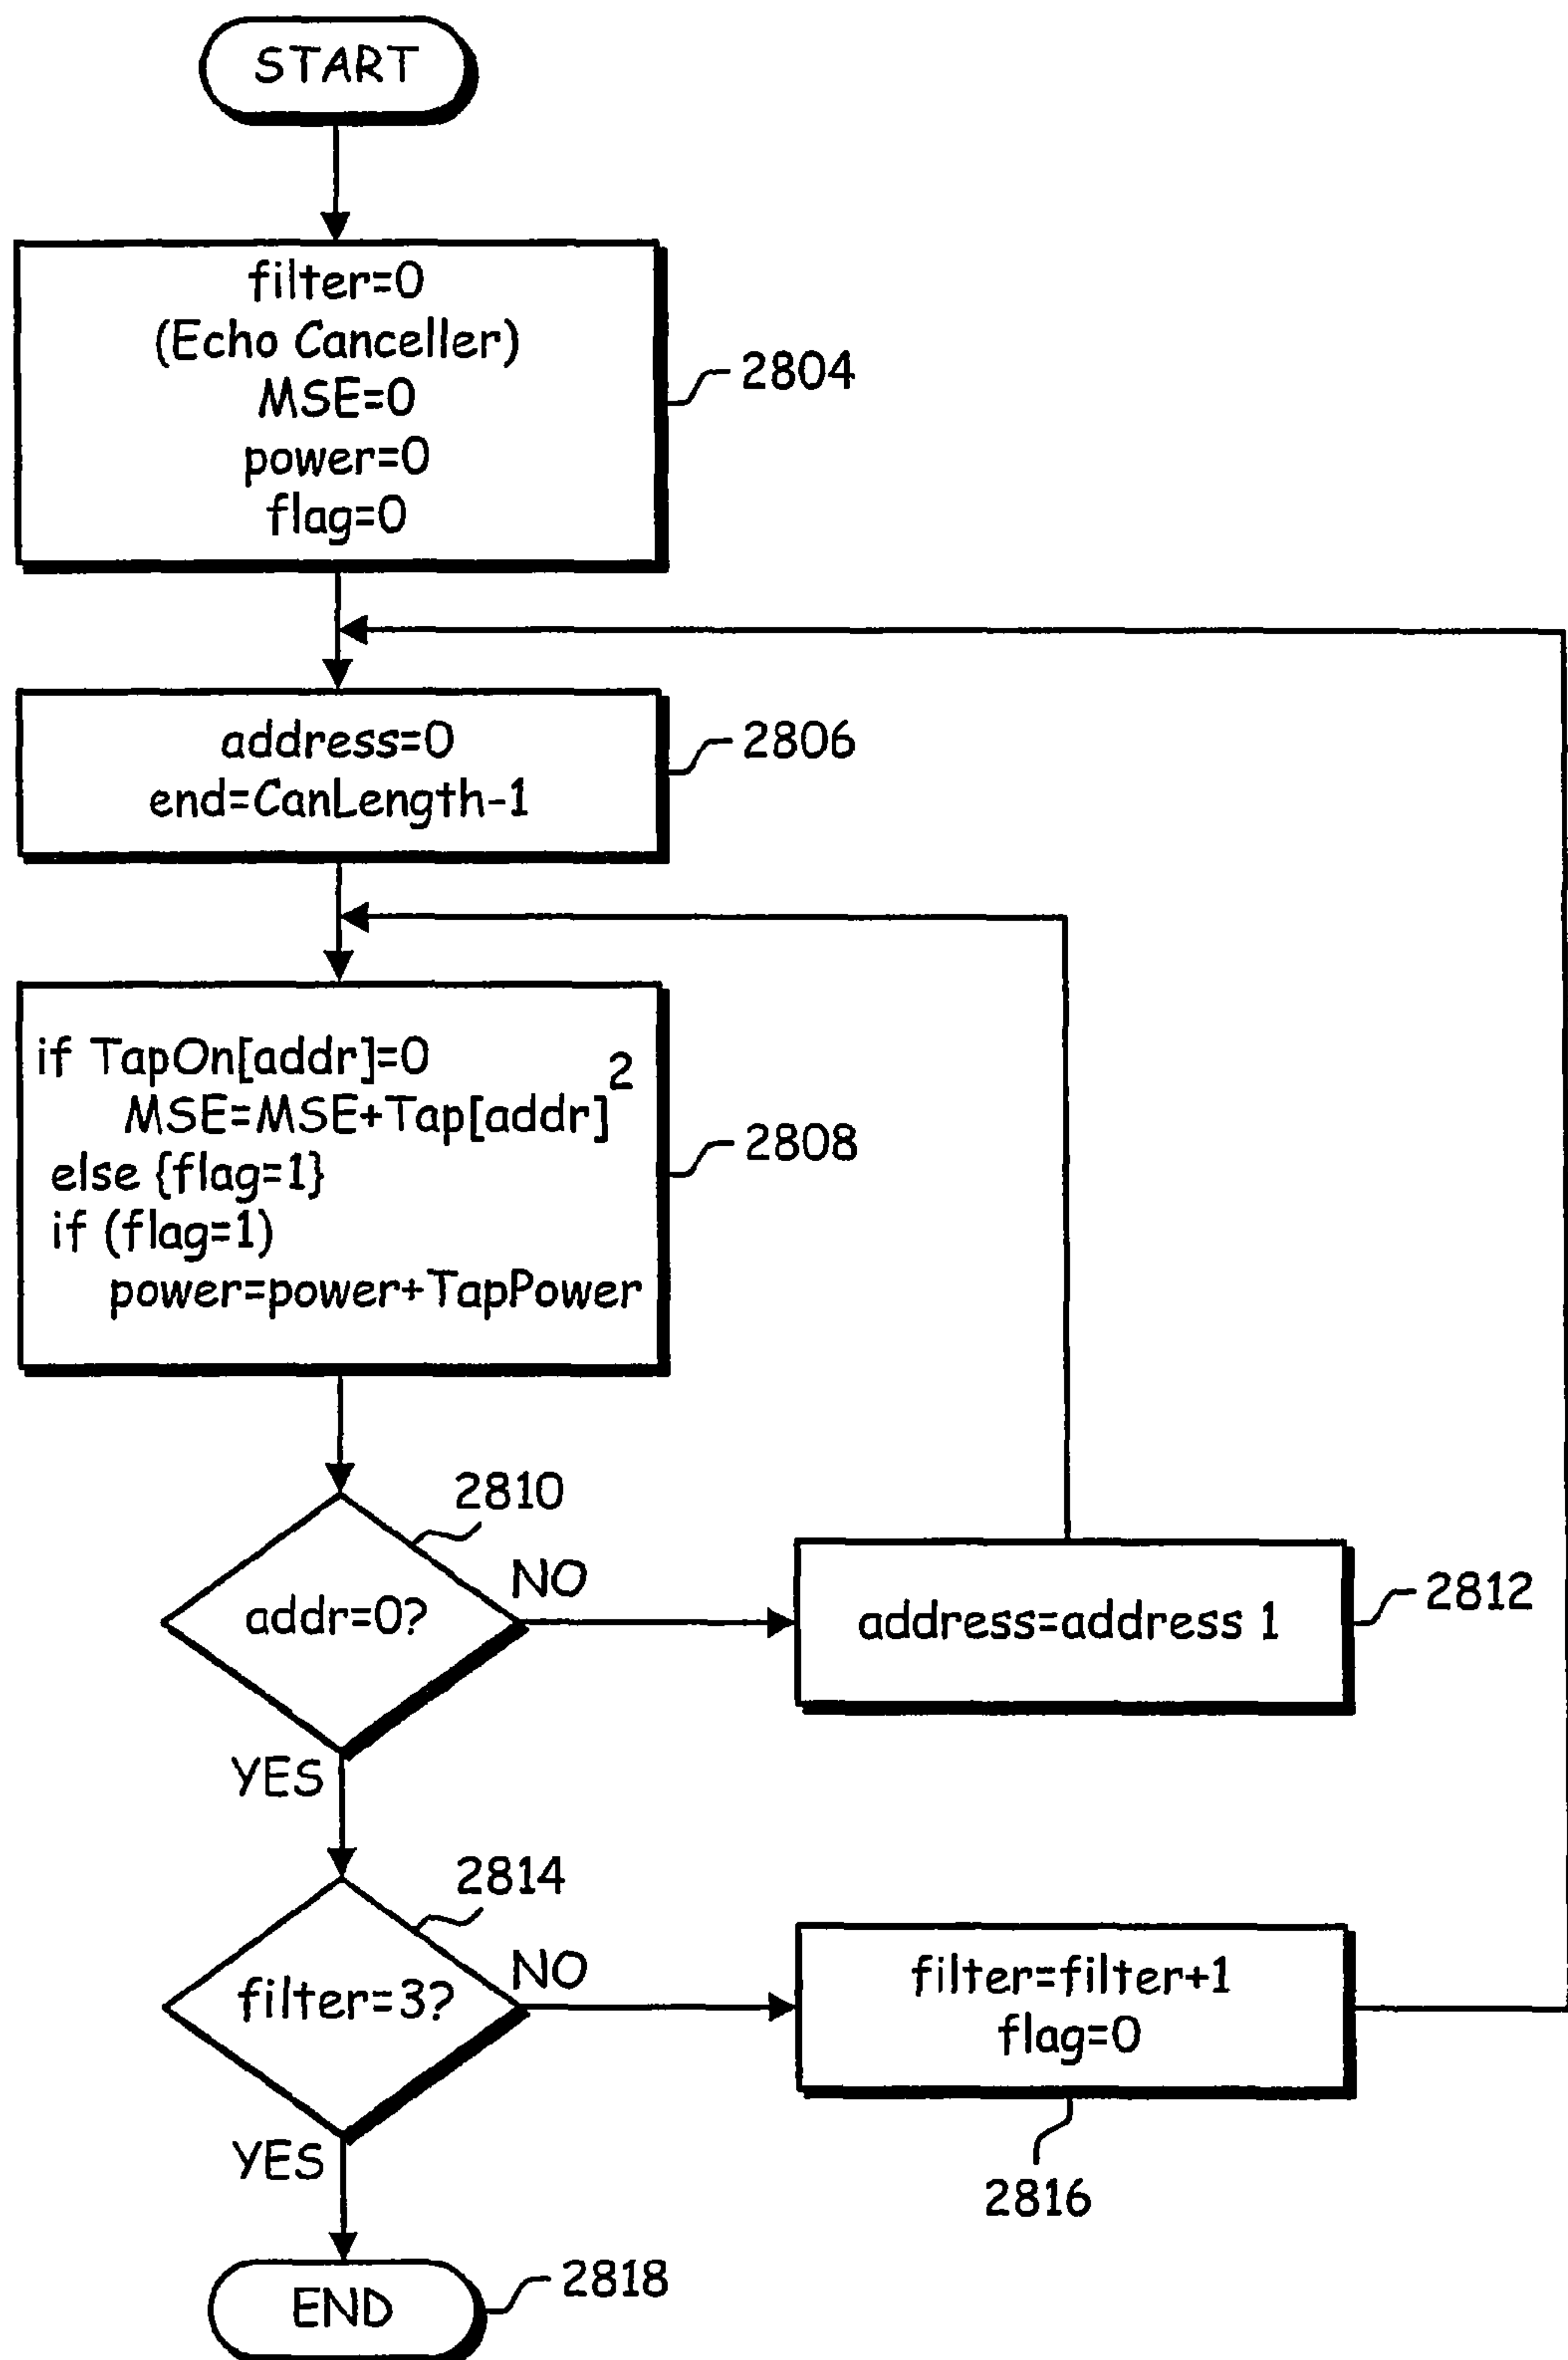 START
filter=0
(Echo Canceller)
MSE=0
power=0
flag=0
2804
address=0
end=CanLength-1
2806
if TapOn[addr]=0
MSE=MSE+Tap[addr]²
else {flag=1}
if (flag=1)
power=power+TapPower
2808
2810
addr=0?
NO
address=address 1
2812
YES
2814
filter=3?
NO
filter=filter+1
flag=0
2816
YES
END
2818